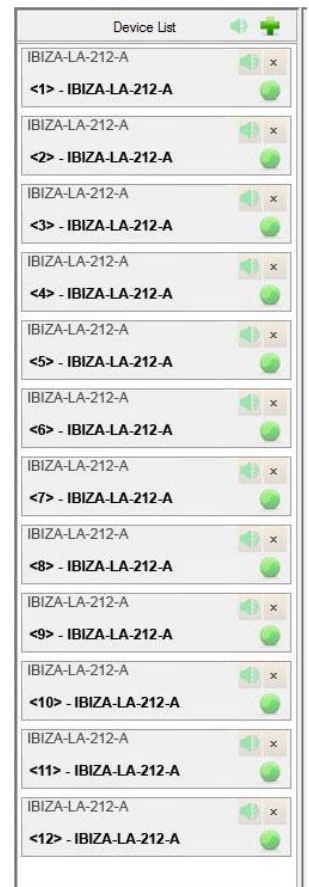 Device List
IBIZA-LA-212-A
<1> - IBIZA-LA-212-A
IBIZA-LA-212-A
<2> - IBIZA-LA-212-A
IBIZA-LA-212-A
<3> - IBIZA-LA-212-A
IBIZA-LA-212-A
<4> - IBIZA-LA-212-A
IBIZA-LA-212-A
<5> - IBIZA-LA-212-A
IBIZA-LA-212-A
<6> - IBIZA-LA-212-A
IBIZA-LA-212-A
<7> - IBIZA-LA-212-A
IBIZA-LA-212-A
<8> - IBIZA-LA-212-A
IBIZA-LA-212-A
<9> - IBIZA-LA-212-A
IBIZA-LA-212-A
<10> - IBIZA-LA-212-A
IBIZA-LA-212-A
<11> - IBIZA-LA-212-A
IBIZA-LA-212-A
<12> - IBIZA-LA-212-A